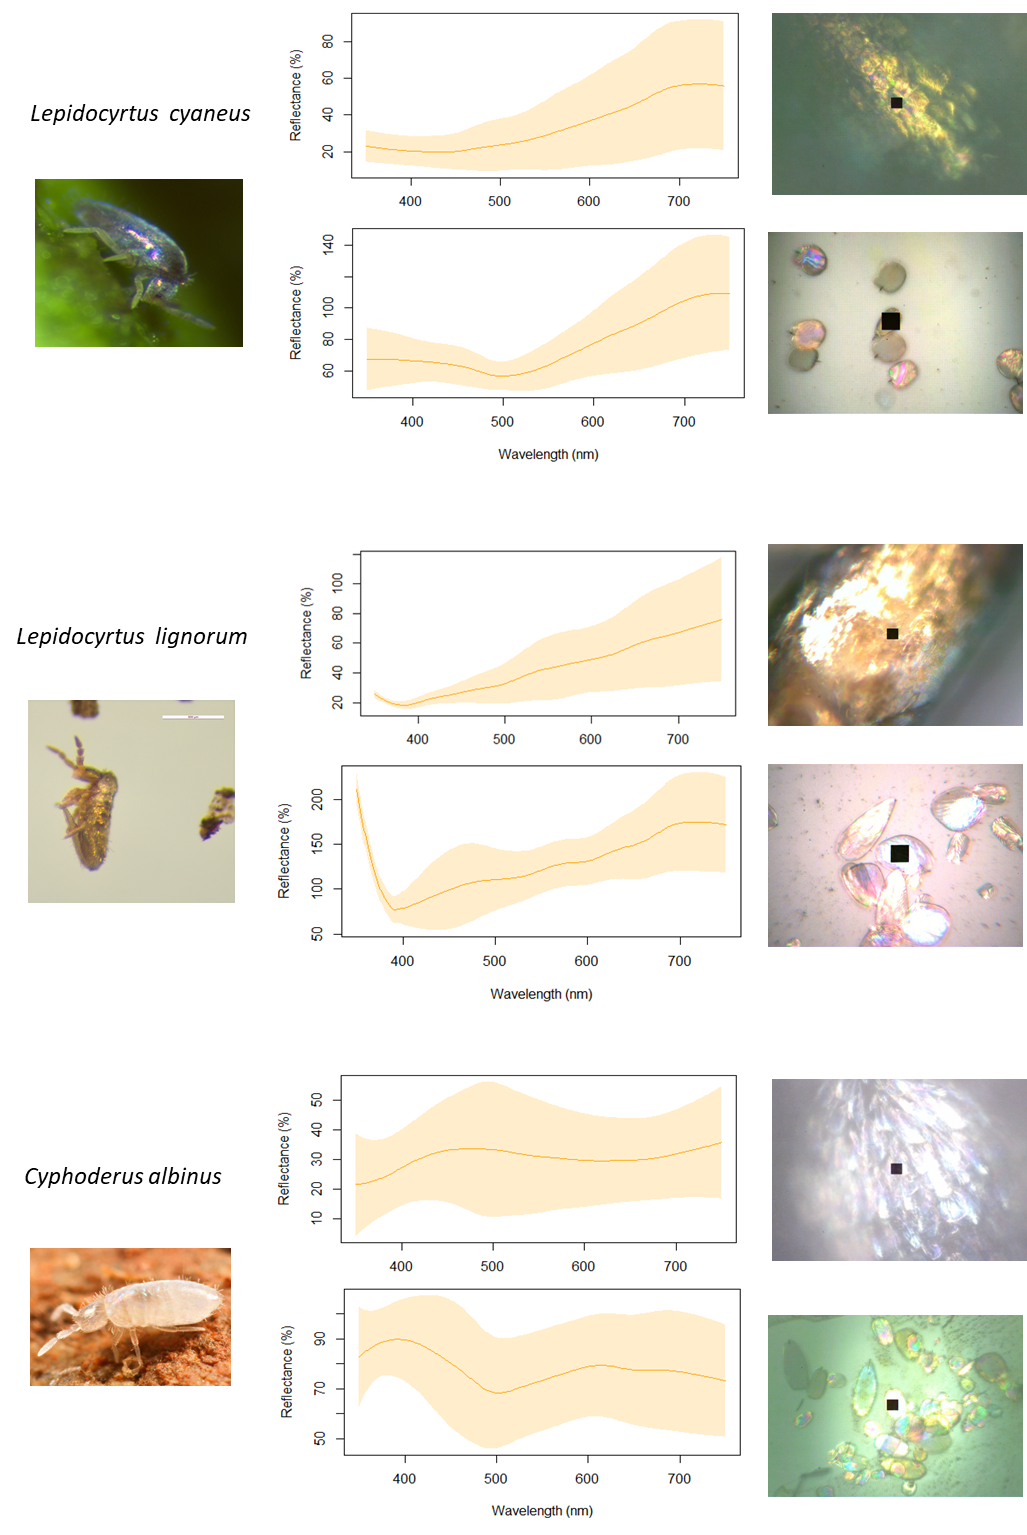 Lepidocyrtus cyaneus
Reflectance (%)
80
60
40
20
400 500 600 700
Reflectance (%)
140
100
80
60
400 500 600 700
Wavelength (nm)
Lepidocyrtus lignorum
Reflectance (%)
100
80
60
40
20
400 500 600 700
Reflectance (%)
200
150
100
50
400 500 600 700
Wavelength (nm)
Cyphoderus albinus
Reflectance (%)
50
40
30
20
10
400 500 600 700
Reflectance (%)
90
70
50
400 500 600 700
Wavelength (nm)